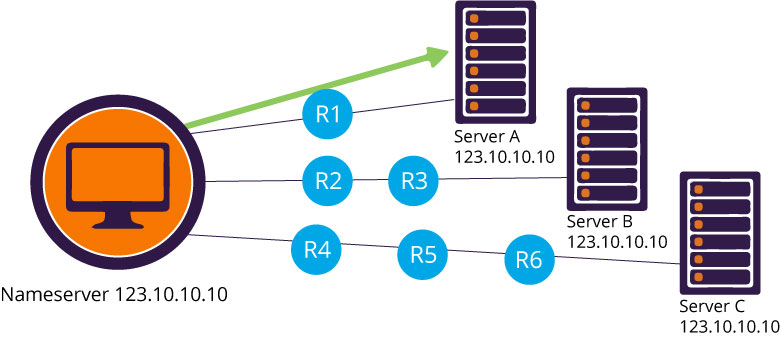 R1
Server A
123.10.10.10
R2
R3
Server B
123.10.10.10
R4
R5
R6
Nameserver 123.10.10.10
Server C
123.10.10.10